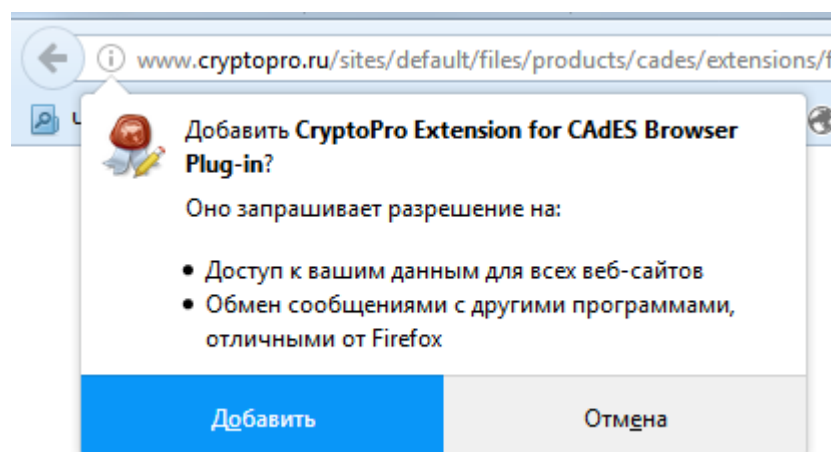 www.cryptopro.ru/sites/default/files/products/cades/extensions/f
Добавить CryptoPro Extension for CAdES Browser
Plug-in?
Оно запрашивает разрешение на:
• Доступ к вашим данным для всех веб-сайтов
• Обмен сообщениями с другими программами,
отличными от Firefox
Добавить Отмена